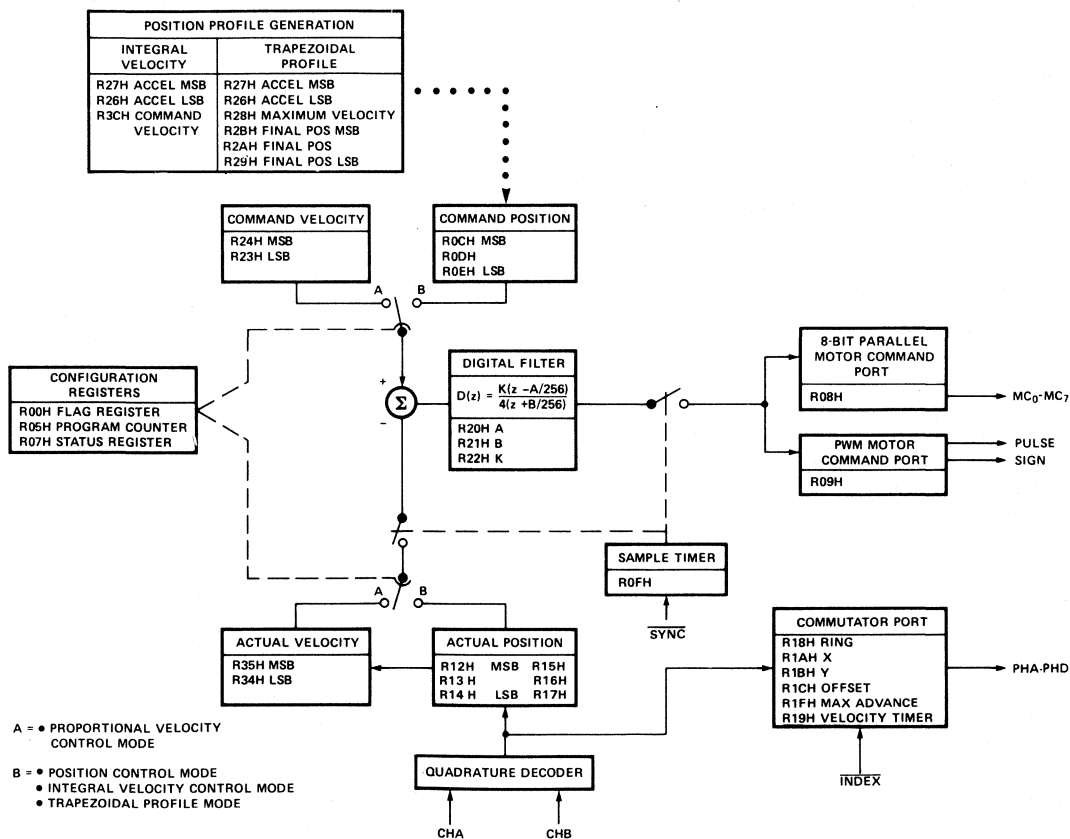 POSITION PROFILE GENERATION
INTEGRAL
VELOCITY
TRAPEZOIDAL
PROFILE
R27H ACCEL MSB
R26H ACCEL LSB
R3CH COMMAND
VELOCITY
R27H ACCEL MSB
R26H ACCEL LSB
R28H MAXIMUM VELOCITY
R2BH FINAL POS MSB
R2AH FINAL POS
R29H FINAL POS LSB
COMMAND VELOCITY
R24H MSB
R23H LSB
COMMAND POSITION
R0CH MSB
R0DH
R0EH LSB
A
B
CONFIGURATION
REGISTERS
R00H FLAG REGISTER
R05H PROGRAM COUNTER
R07H STATUS REGISTER
+
Σ
−
DIGITAL FILTER
D(z) = K(z −A/256)
4(z +B/256)
R20H A
R21H B
R22H K
8-BIT PARALLEL
MOTOR COMMAND
PORT
R08H
MC₀-MC₇
PWM MOTOR
COMMAND PORT
R09H
PULSE
SIGN
SAMPLE TIMER
R0FH
SYNC
A
B
ACTUAL VELOCITY
R35H MSB
R34H LSB
ACTUAL POSITION
R12H MSB R15H
R13H R16H
R14H LSB R17H
COMMUTATOR PORT
R18H RING
R1AH X
R1BH Y
R1CH OFFSET
R1FH MAX ADVANCE
R19H VELOCITY TIMER
PHA-PHD
INDEX
A = • PROPORTIONAL VELOCITY
CONTROL MODE
B = • POSITION CONTROL MODE
• INTEGRAL VELOCITY CONTROL MODE
• TRAPEZOIDAL PROFILE MODE
QUADRATURE DECODER
CHA
CHB